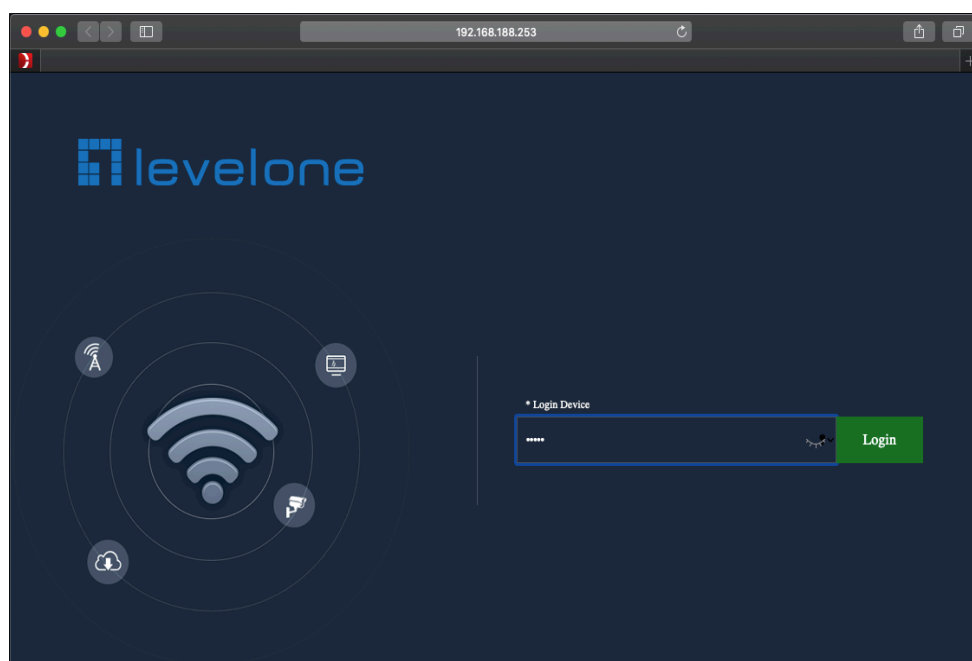 192.168.188.253
levelone
* Login Device
•••••
Login